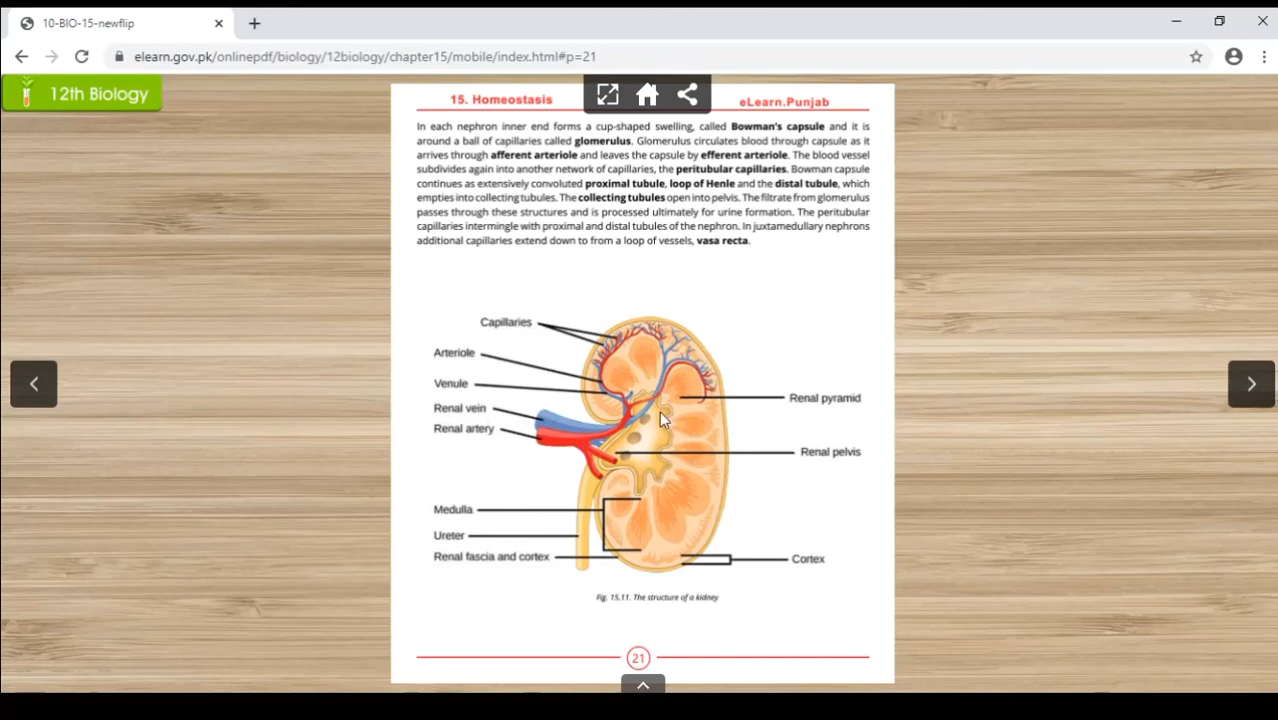 10-BIO-15-newflip
elearn.gov.pk/onlinepdf/biology/12biology/chapter15/mobile/index.html#p=21
12th Biology
15. Homeostasis
eLearn.Punjab
In each nephron inner end forms a cup-shaped swelling, called Bowman's capsule and it is
around a ball of capillaries called glomerulus. Glomerulus circulates blood through capsule as it
arrives through afferent arteriole and leaves the capsule by efferent arteriole. The blood vessel
subdivides again into another network of capillaries, the peritubular capillaries. Bowman capsule
continues as extensively convoluted proximal tubule, loop of Henle and the distal tubule, which
empties into collecting tubules. The collecting tubules open into pelvis. The filtrate from glomerulus
passes through these structures and is processed ultimately for urine formation. The peritubular
capillaries intermingle with proximal and distal tubules of the nephron. In juxtamedullary nephrons
additional capillaries extend down to from a loop of vessels, vasa recta.
Capillaries
Arteriole
Venule
Renal vein
Renal artery
Renal pyramid
Renal pelvis
Medulla
Ureter
Renal fascia and cortex
Cortex
Fig. 15.11. The structure of a kidney
21